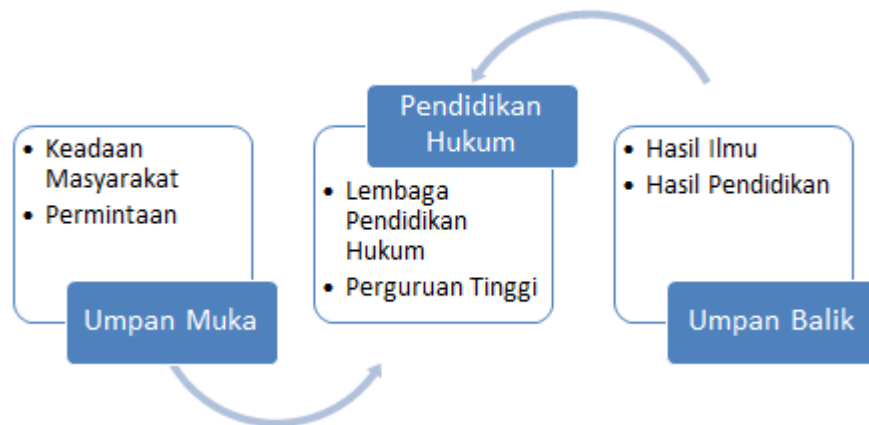 • Keadaan
Masyarakat
• Permintaan
Umpan Muka
Pendidikan
Hukum
• Lembaga
Pendidikan
Hukum
• Perguruan Tinggi
• Hasil Ilmu
• Hasil Pendidikan
Umpan Balik